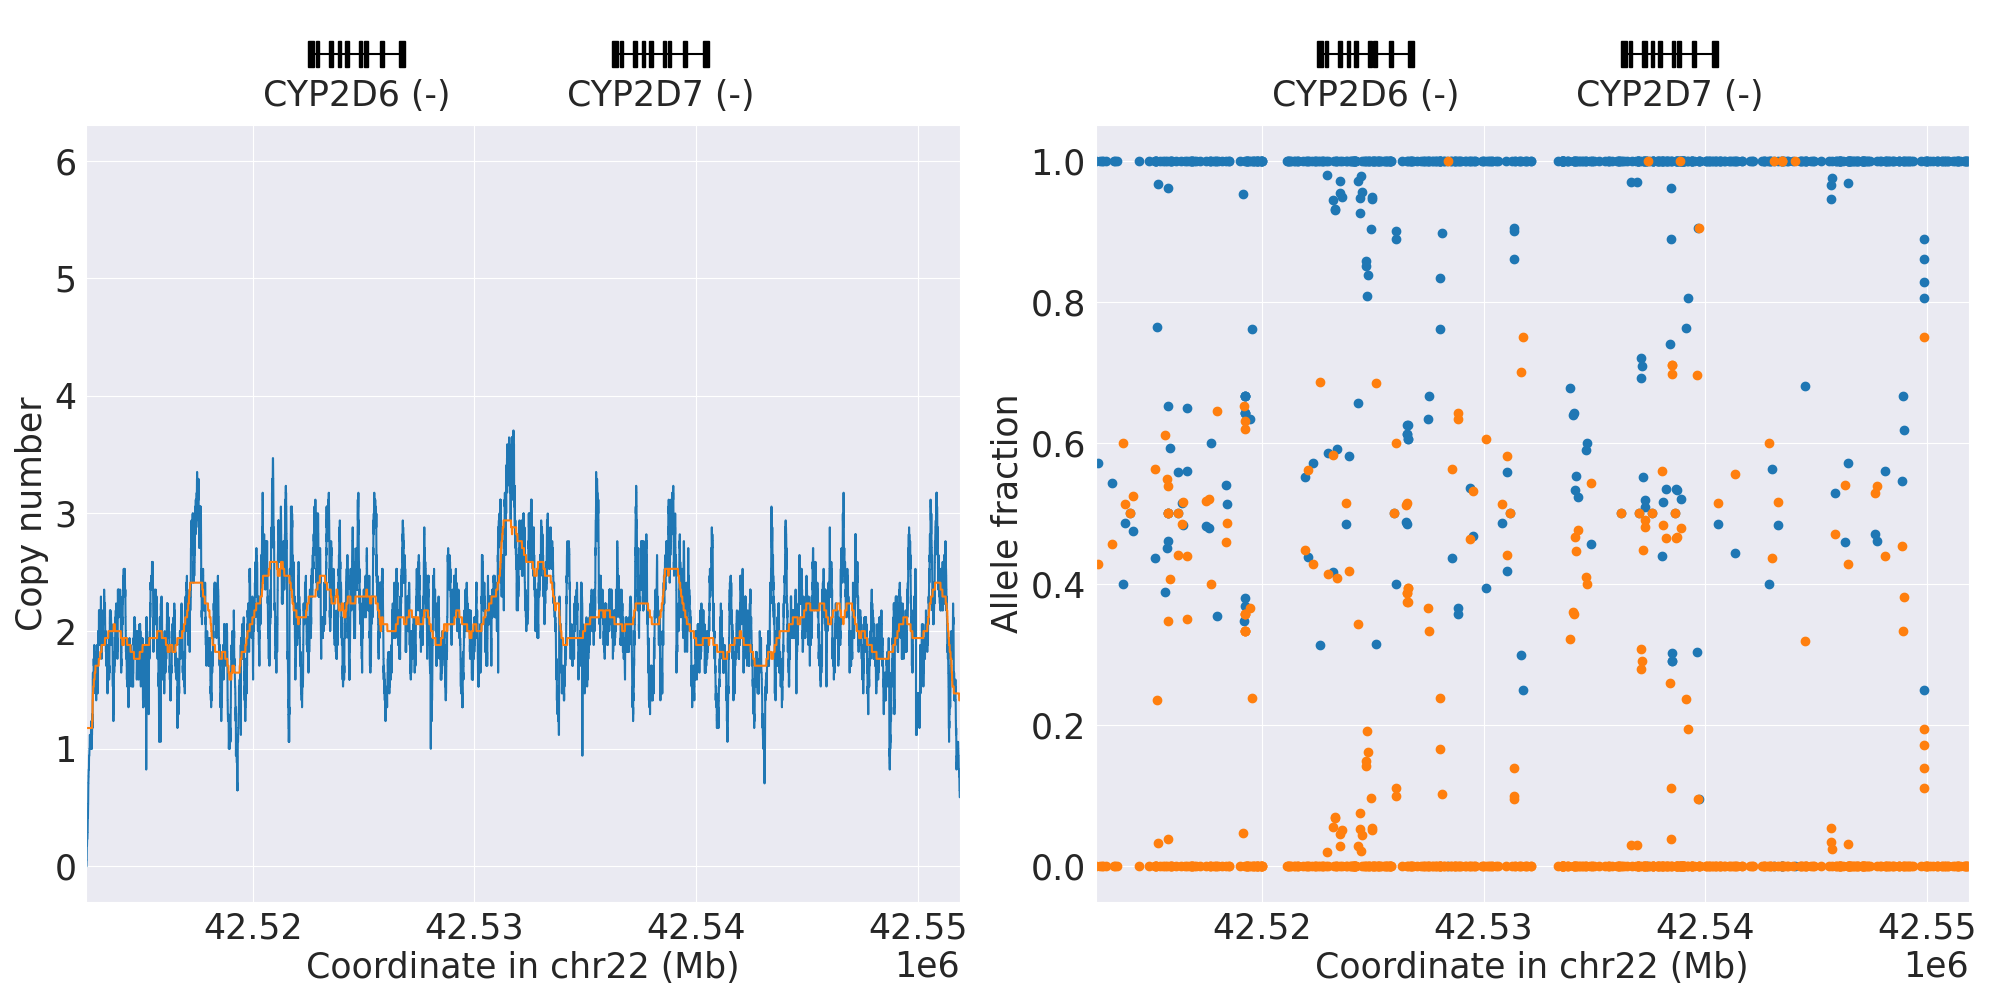 CYP2D6 (-) CYP2D7 (-)
6
5
4
3
2
1
0
Copy number
42.52 42.53 42.54 42.55
Coordinate in chr22 (Mb) 1e6
CYP2D6 (-) CYP2D7 (-)
1.0
0.8
0.6
0.4
0.2
0.0
Allele fraction
42.52 42.53 42.54 42.55
Coordinate in chr22 (Mb) 1e6